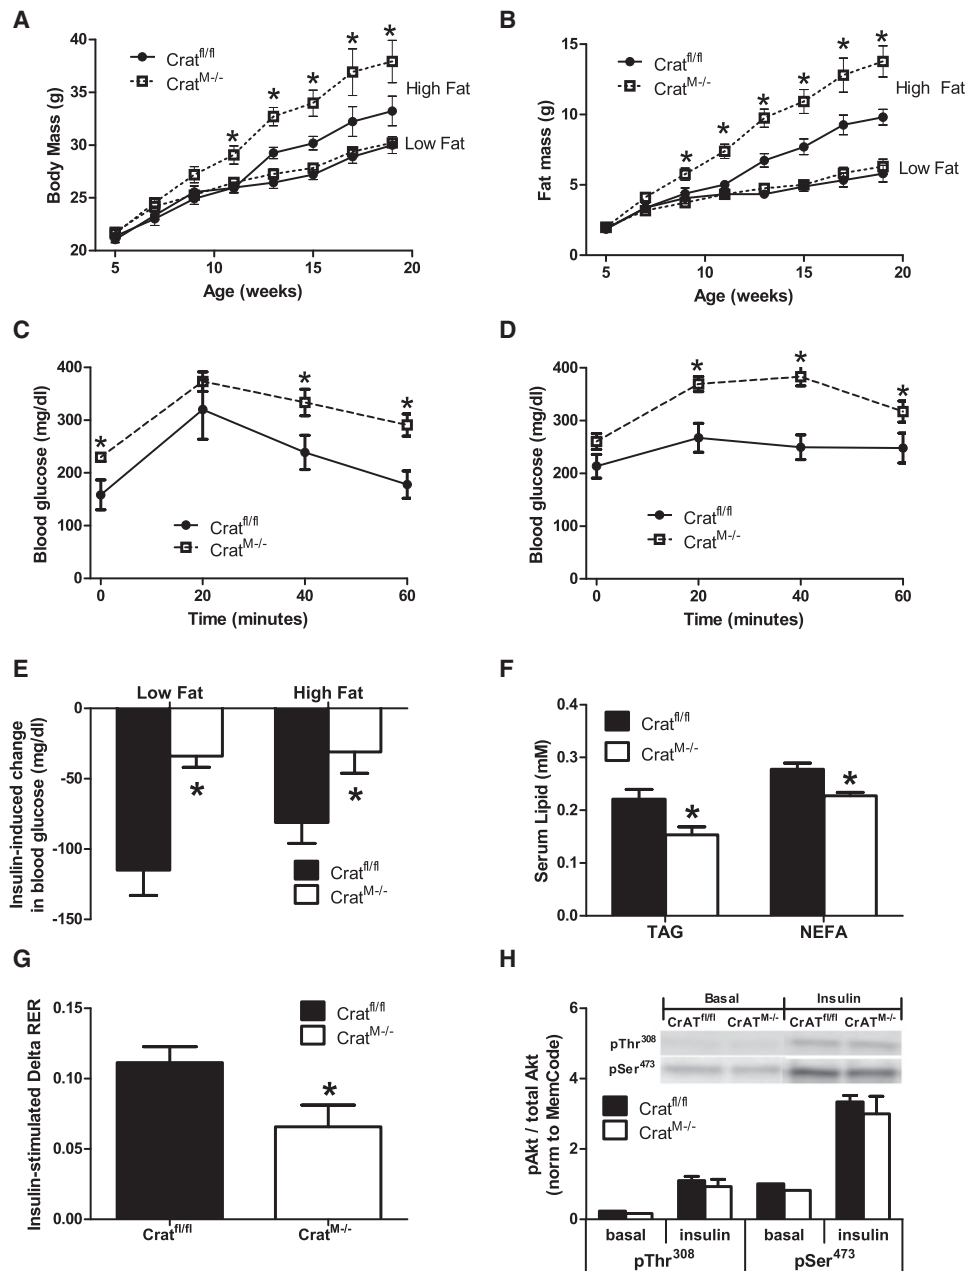 A
40
35
30
25
20
Body Mass (g)
Crat^fl/fl
Crat^M-/-
* * * * *
High Fat
Low Fat
5 10 15 20
Age (weeks)
B
15
10
5
0
Fat mass (g)
Crat^fl/fl
Crat^M-/-
* * * * * *
High Fat
Low Fat
5 10 15 20
Age (weeks)
C
400
300
200
100
0
Blood glucose (mg/dl)
* * *
Crat^fl/fl
Crat^M-/-
0 20 40 60
Time (minutes)
D
400
300
200
100
0
Blood glucose (mg/dl)
* * *
Crat^fl/fl
Crat^M-/-
0 20 40 60
Time (minutes)
E
Low Fat High Fat
0
-50
-100
-150
Insulin-induced change
in blood glucose (mg/dl)
* *
Crat^fl/fl
Crat^M-/-
F
0.4
0.3
0.2
0.1
0.0
Serum Lipid (mM)
Crat^fl/fl
Crat^M-/-
* *
TAG NEFA
G
0.15
0.10
0.05
0.00
Insulin-stimulated Delta RER
Crat^fl/fl
Crat^M-/-
*
Crat^fl/fl Crat^M-/-
H
6
4
2
0
pAkt / total Akt
(norm to MemCode)
Basal Insulin
CrAT^fl/fl CrAT^M-/- CrAT^fl/fl CrAT^M-/-
pThr^308
pSer^473
Crat^fl/fl
Crat^M-/-
basal insulin basal insulin
pThr^308 pSer^473